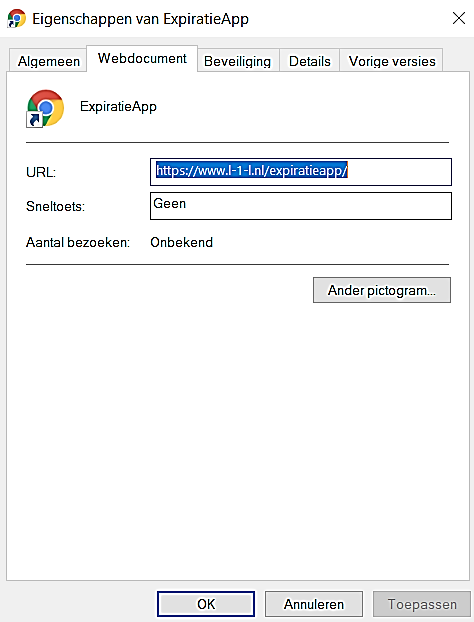 Eigenschappen van ExpiratieApp
Algemeen Webdocument Beveiliging Details Vorige versies
ExpiratieApp
URL: https://www.l-1-l.nl/expiratieapp/
Sneltoets: Geen
Aantal bezoeken: Onbekend
Ander pictogram...
OK Annuleren Toepassen